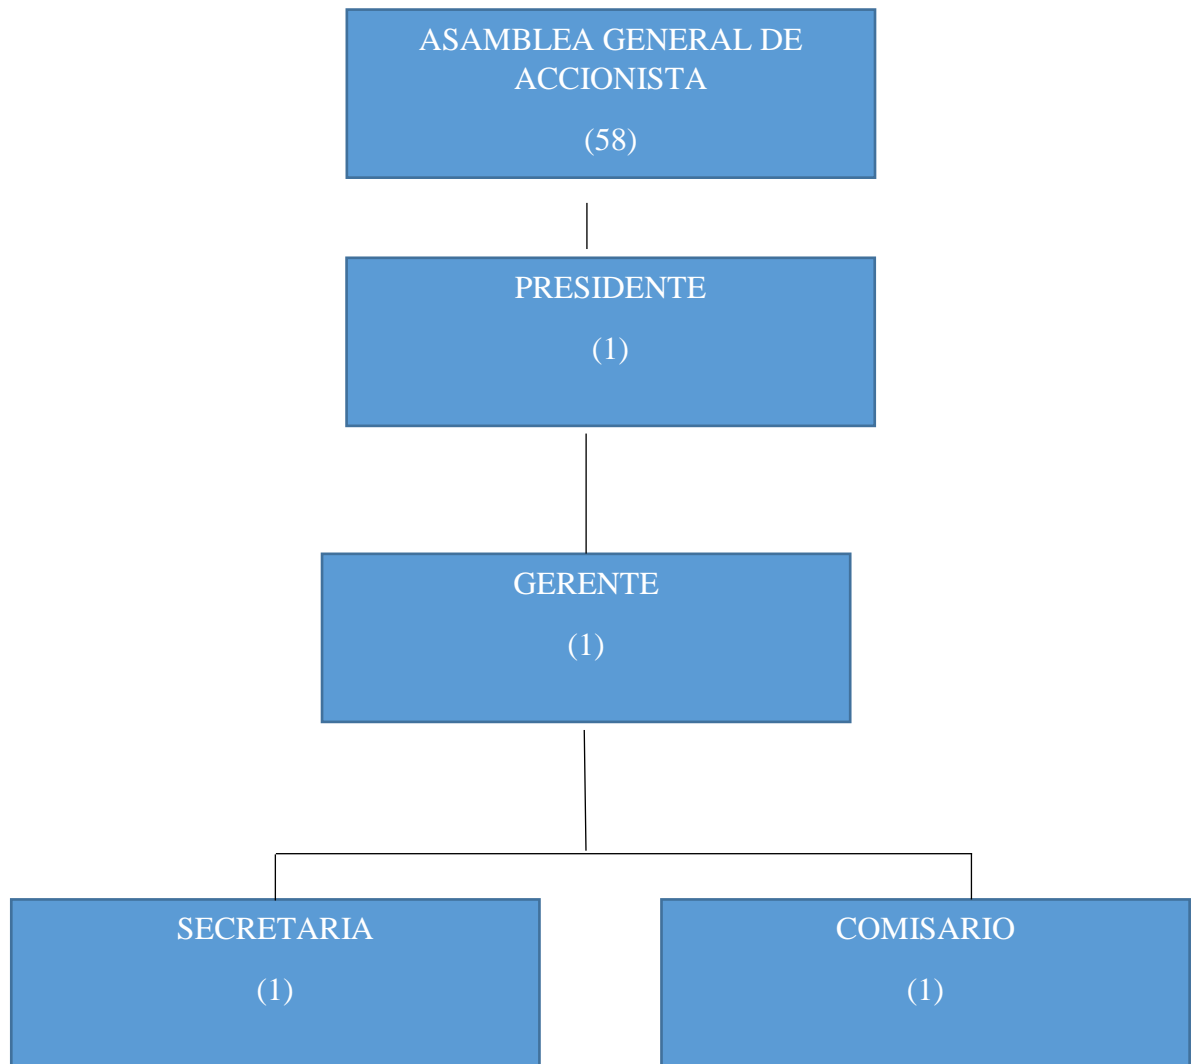 ASAMBLEA GENERAL DE
ACCIONISTA
(58)
PRESIDENTE
(1)
GERENTE
(1)
SECRETARIA
(1)
COMISARIO
(1)